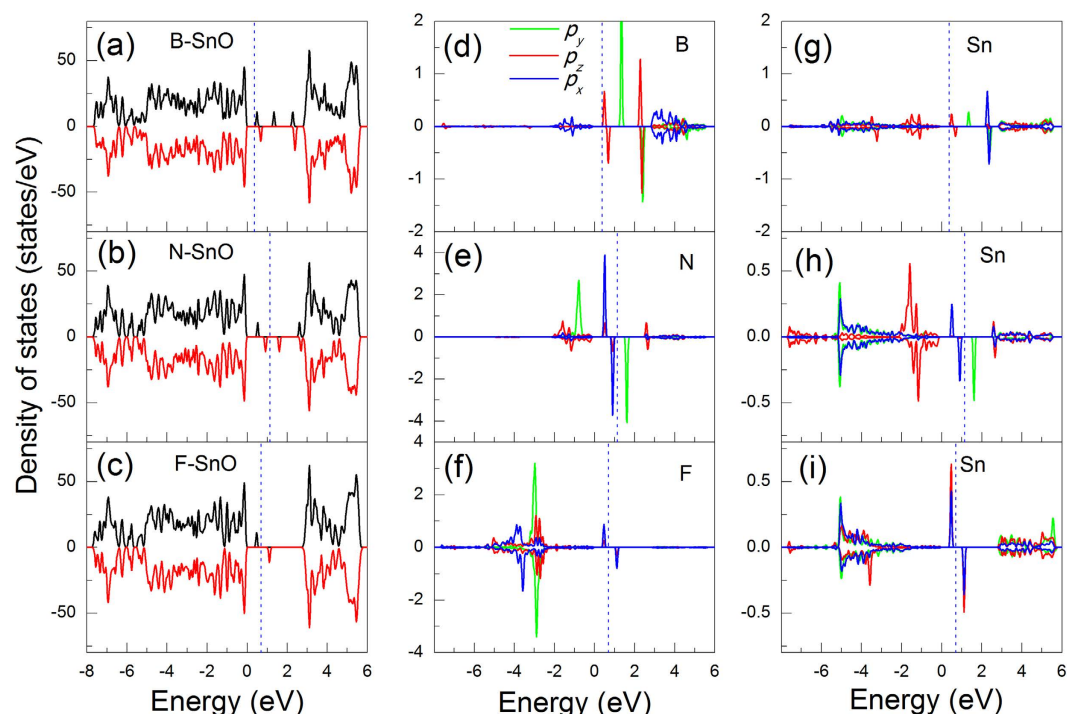 Density of states (states/eV)
(a) B-SnO
50
0
-50
(b) N-SnO
50
0
-50
(c) F-SnO
50
0
-50
-8 -6 -4 -2 0 2 4 6
Energy (eV)
(d) B
p_y
p_z
p_x
2
1
0
-1
-2
(e) N
4
2
0
-2
-4
(f) F
4
2
0
-2
-4
-6 -4 -2 0 2 4 6
Energy (eV)
(g) Sn
2
1
0
-1
-2
(h) Sn
0.5
0.0
-0.5
(i) Sn
0.5
0.0
-0.5
-6 -4 -2 0 2 4 6
Energy (eV)